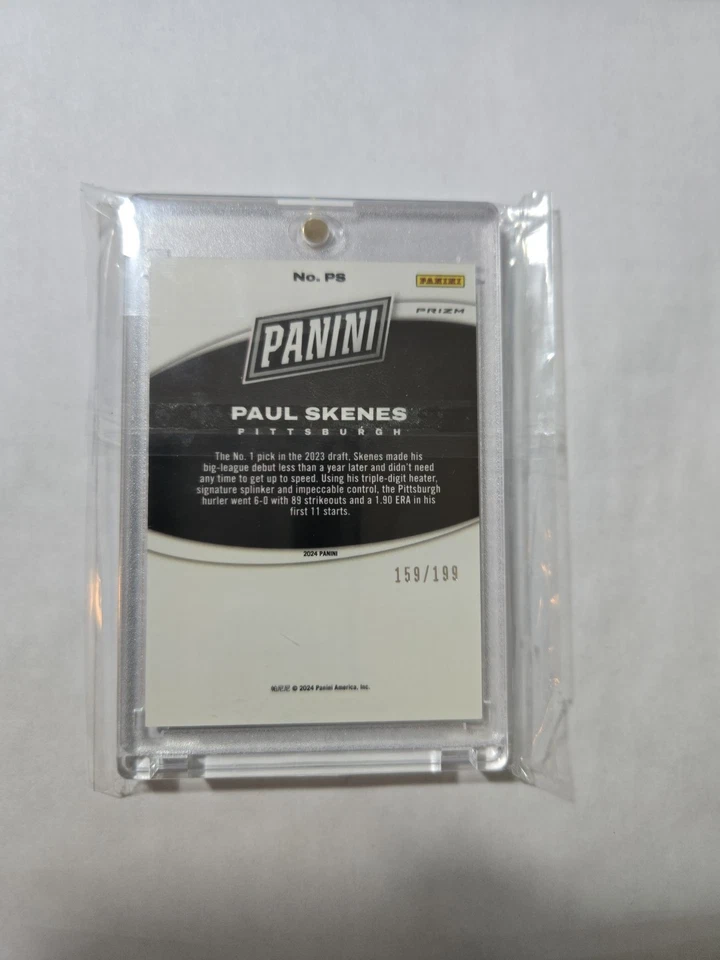 No. PS
PANINI
PRIZM
PANINI
PAUL SKENES
PITTSBURGH
The No. 1 pick in the 2023 draft, Skenes made his
big-league debut less than a year later and didn't need
any time to get up to speed. Using his triple-digit heater,
signature splinker and impeccable control, the Pittsburgh
hurler went 6-0 with 89 strikeouts and a 1.90 ERA in his
first 11 starts.
2024 PANINI
159/199
© 2024 Panini America, Inc.